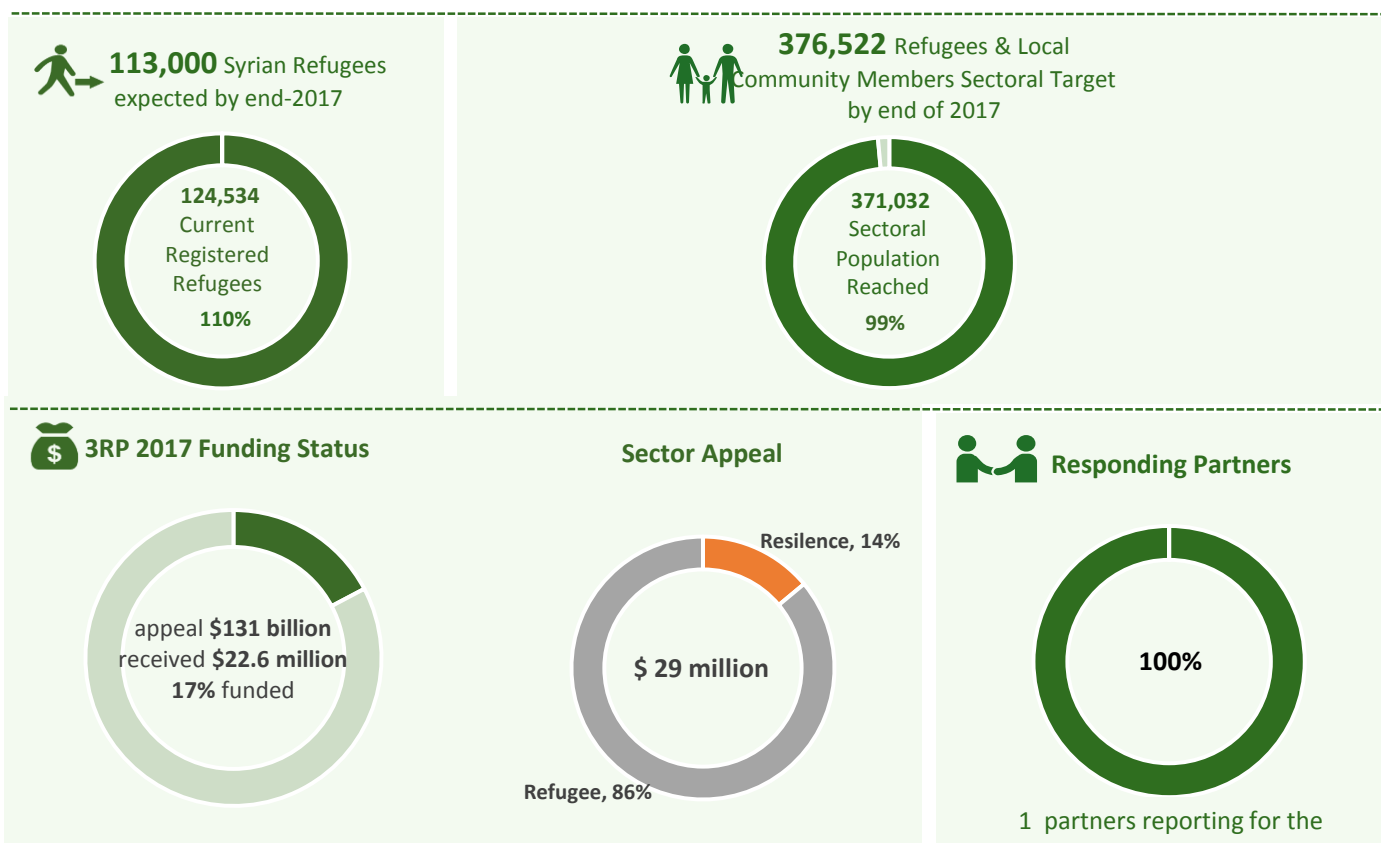 113,000 Syrian Refugees
expected by end-2017
124,534
Current
Registered
Refugees
110%
376,522 Refugees & Local
Community Members Sectoral Target
by end of 2017
371,032
Sectoral
Population
Reached
99%
$ 3RP 2017 Funding Status
appeal $131 billion
received $22.6 million
17% funded
Sector Appeal
Resilence, 14%
$ 29 million
Refugee, 86%
Responding Partners
100%
1 partners reporting for the